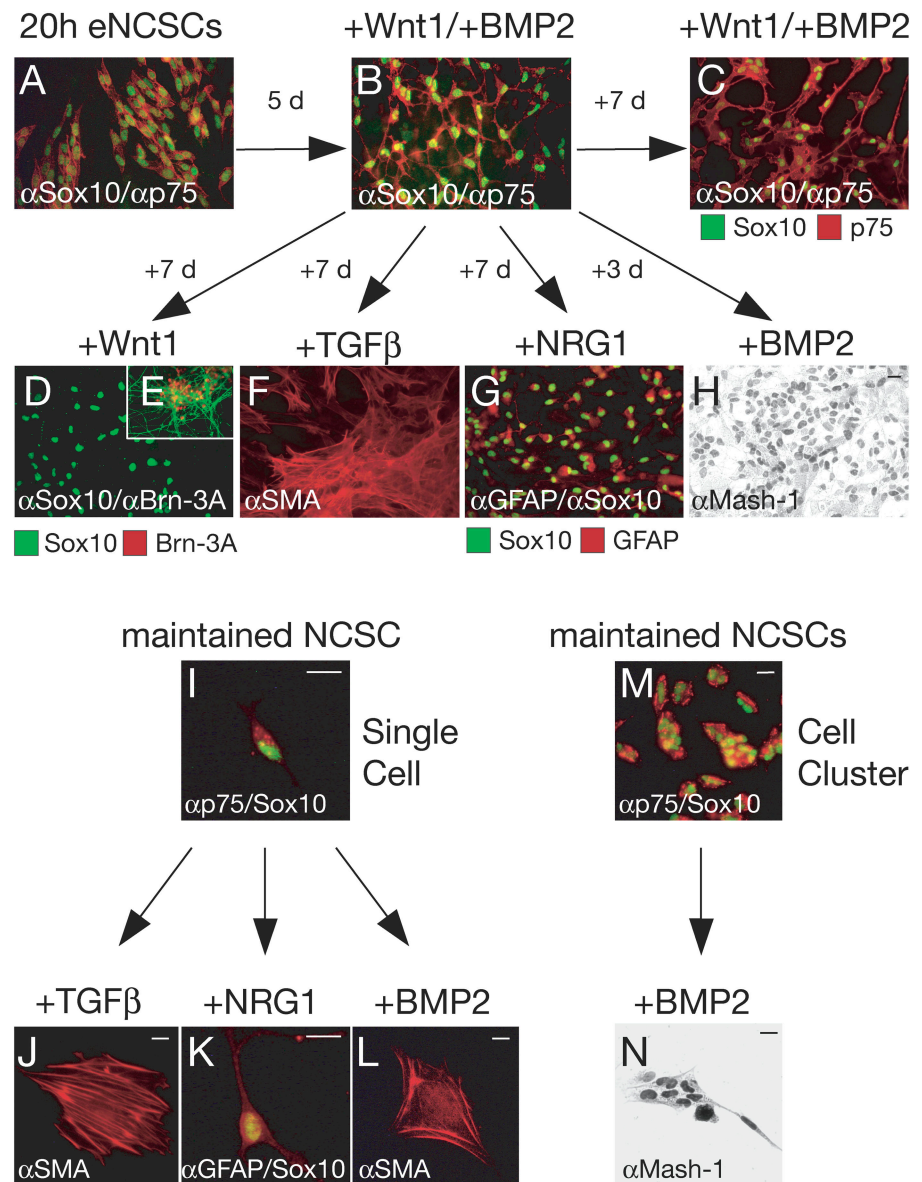 20h eNCSCs
+Wnt1/+BMP2
+Wnt1/+BMP2
A
αSox10/αp75
5 d
B
αSox10/αp75
+7 d
C
αSox10/αp75
Sox10 p75
+7 d
+7 d
+7 d
+3 d
+Wnt1
+TGFβ
+NRG1
+BMP2
D
E
αSox10/αBrn-3A
F
αSMA
G
αGFAP/αSox10
H
αMash-1
Sox10 Brn-3A
Sox10 GFAP
maintained NCSC
maintained NCSCs
I
αp75/Sox10
Single
Cell
M
αp75/Sox10
Cell
Cluster
+TGFβ
+NRG1
+BMP2
+BMP2
J
αSMA
K
αGFAP/Sox10
L
αSMA
N
αMash-1